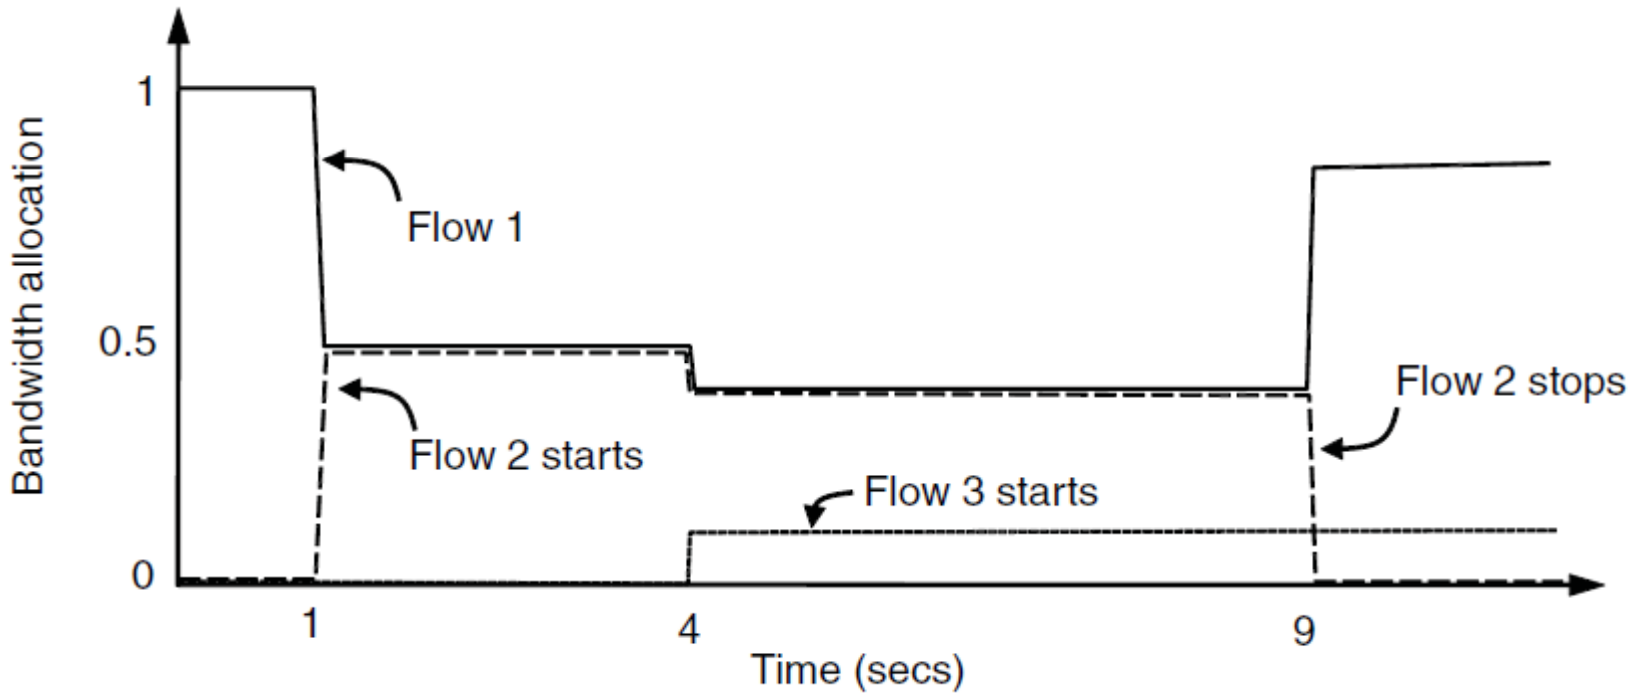 1
Bandwidth allocation
Flow 1
0.5
Flow 2 stops
Flow 2 starts
Flow 3 starts
0
1
4
9
Time (secs)